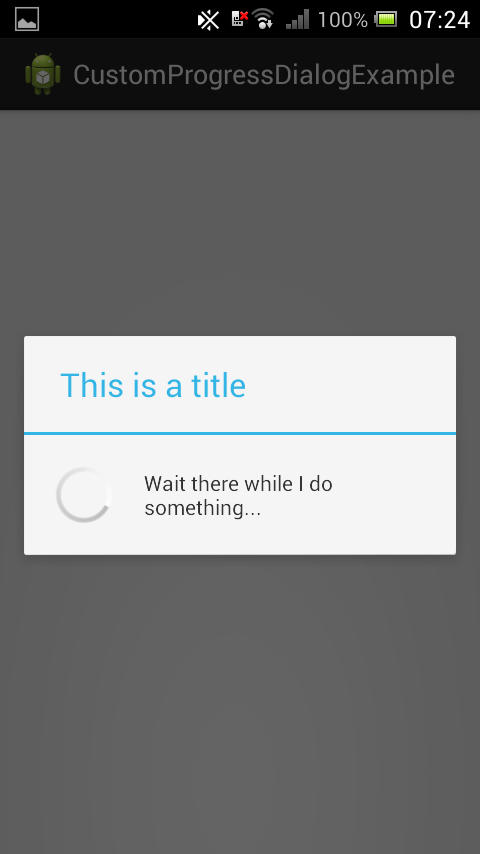 100% 07:24
CustomProgressDialogExample
This is a title
Wait there while I do
something...